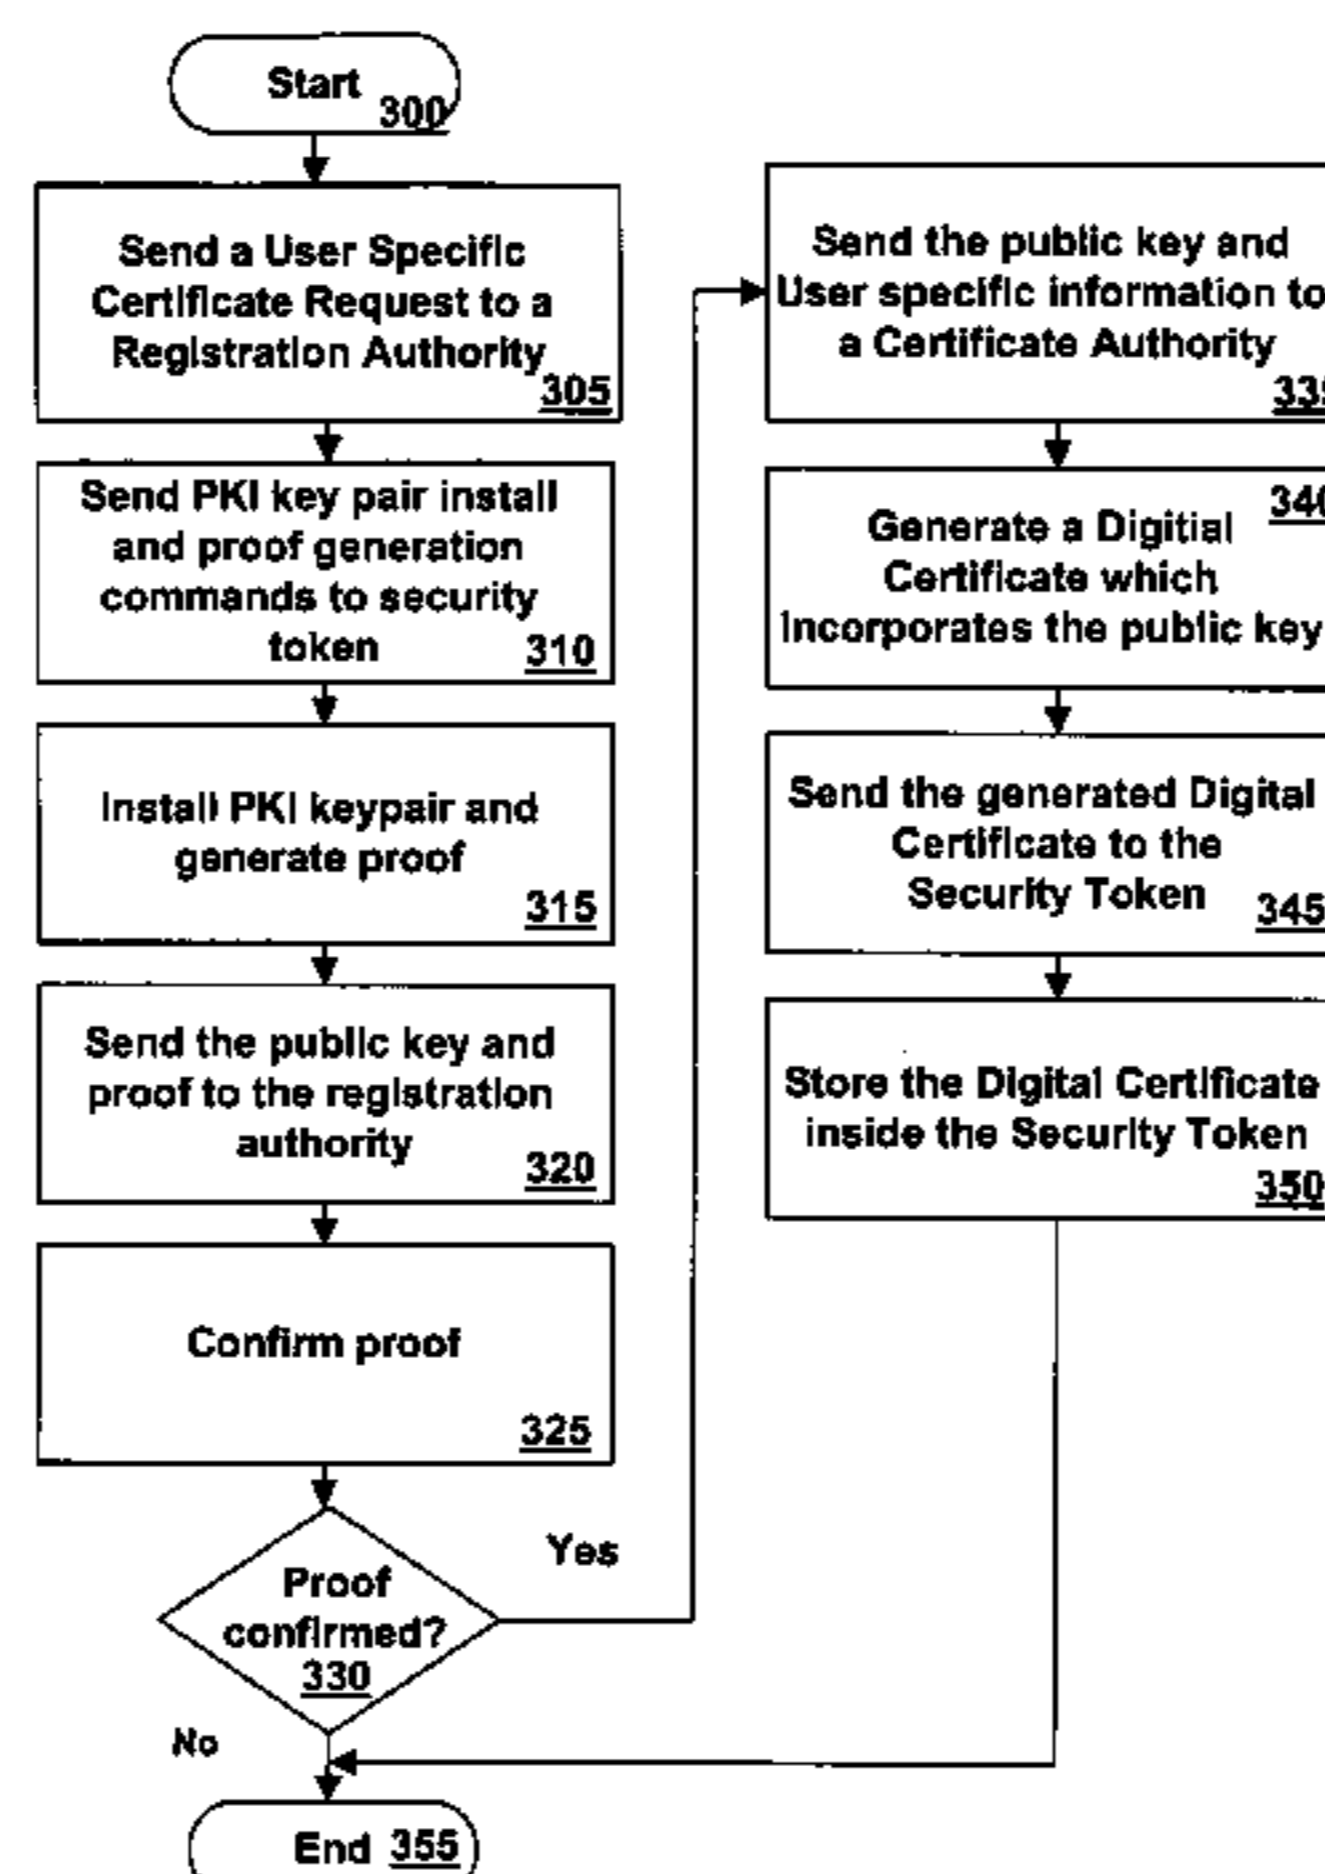 Start
300
Send a User Specific
Certificate Request to a
Registration Authority
305
Send PKI key pair install
and proof generation
commands to security
token
310
Install PKI keypair and
generate proof
315
Send the public key and
proof to the registration
authority
320
Confirm proof
325
Proof
confirmed?
330
Yes
No
End 355
Send the public key and
User specific information to
a Certificate Authority
340
Generate a Digitial
Certificate which
incorporates the public key
Send the generated Digital
Certificate to the
Security Token
345
Store the Digital Certificate
inside the Security Token
350